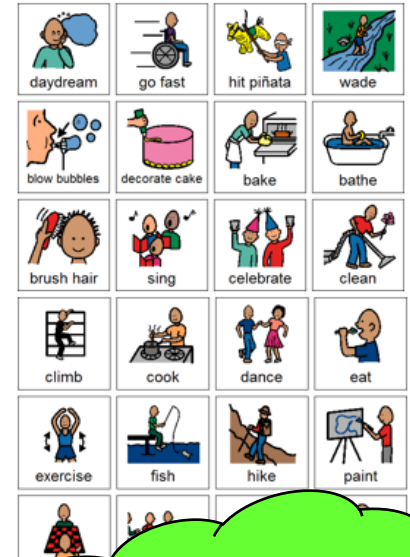 daydream
go fast
hit piñata
wade
blow bubbles
decorate cake
bake
bathe
brush hair
sing
celebrate
clean
climb
cook
dance
eat
exercise
fish
hike
paint